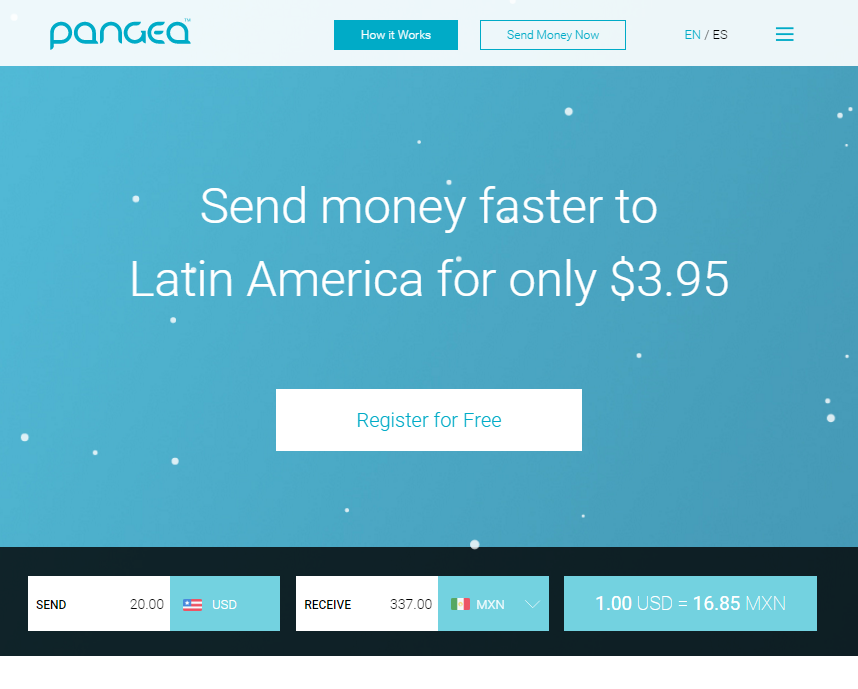 pangea™
How it Works
Send Money Now
EN / ES
Send money faster to
Latin America for only $3.95
Register for Free
SEND 20.00 USD
RECEIVE 337.00 MXN
1.00 USD = 16.85 MXN